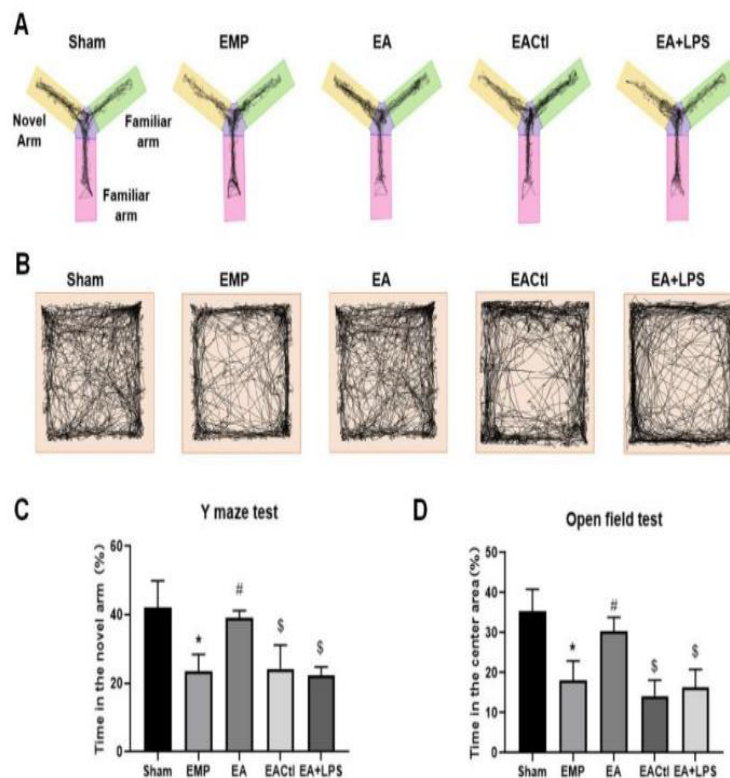 A
Sham EMP EA EACtl EA+LPS
Novel Arm
Familiar arm
Familiar arm
B
Sham EMP EA EACtl EA+LPS
C
Y maze test
Time in the novel arm (%)
60
40
20
0
*
#
$
$
Sham EMP EA EACtl EA+LPS
D
Open field test
Time in the center area(%)
50
40
30
20
10
0
*
#
$
$
Sham EMP EA EACtl EA+LPS